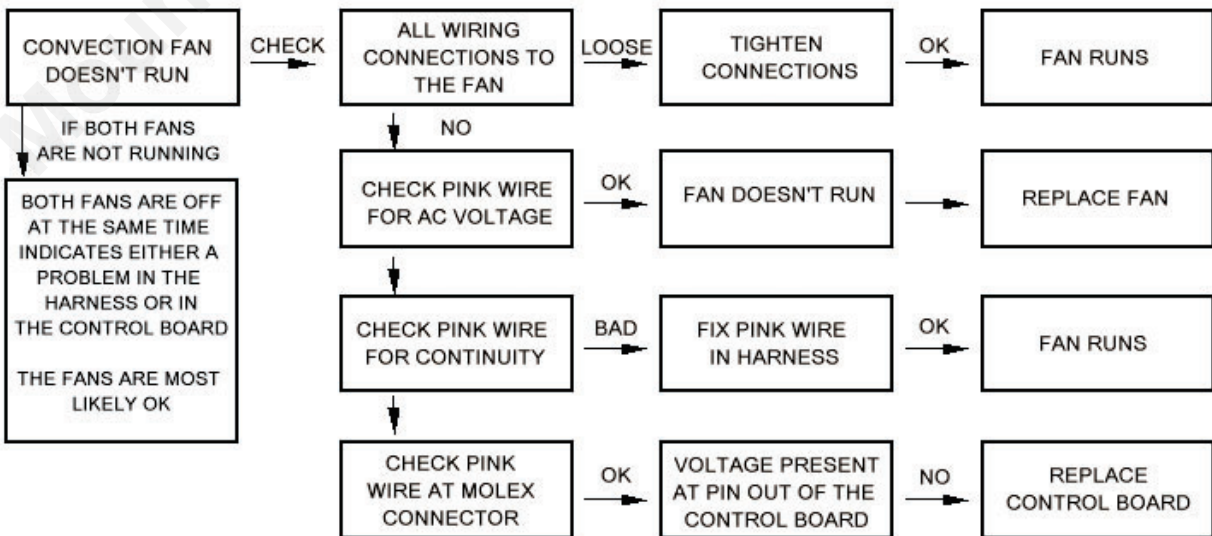 CONVECTION FAN
DOESN'T RUN
CHECK
ALL WIRING
CONNECTIONS TO
THE FAN
LOOSE
TIGHTEN
CONNECTIONS
OK
FAN RUNS
IF BOTH FANS
ARE NOT RUNNING
NO
BOTH FANS ARE OFF
AT THE SAME TIME
INDICATES EITHER A
PROBLEM IN THE
HARNESS OR IN
THE CONTROL BOARD
THE FANS ARE MOST
LIKELY OK
CHECK PINK WIRE
FOR AC VOLTAGE
OK
FAN DOESN'T RUN
REPLACE FAN
CHECK PINK WIRE
FOR CONTINUITY
BAD
FIX PINK WIRE
IN HARNESS
OK
FAN RUNS
CHECK PINK
WIRE AT MOLEX
CONNECTOR
OK
VOLTAGE PRESENT
AT PIN OUT OF THE
CONTROL BOARD
NO
REPLACE
CONTROL BOARD